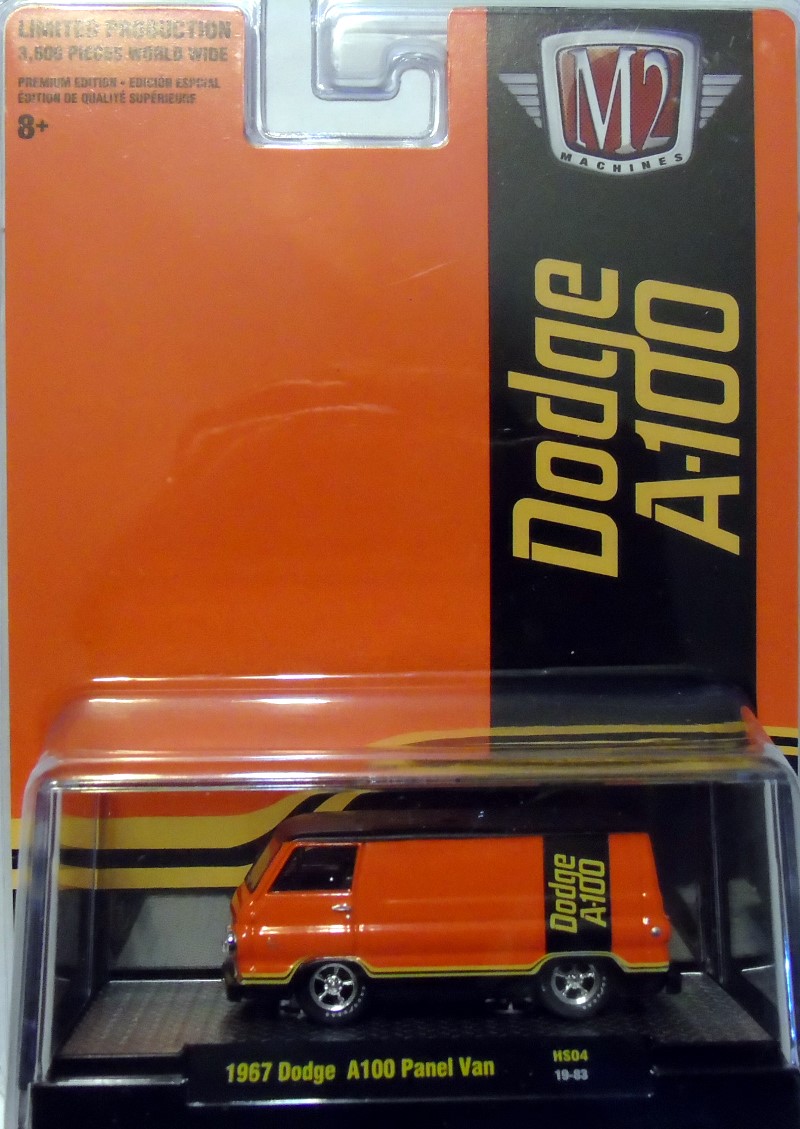 LIMITED PRODUCTION
3,600 PIECES WORLD WIDE
PREMIUM EDITION - EDICIÓN ESPCIAL
ÉDITION DE QUALITÉ SUPÉRIEURE
8+
M2
MACHINES
Dodge
A-100
Dodge
A-100
1967 Dodge A100 Panel Van
HS04
19-83